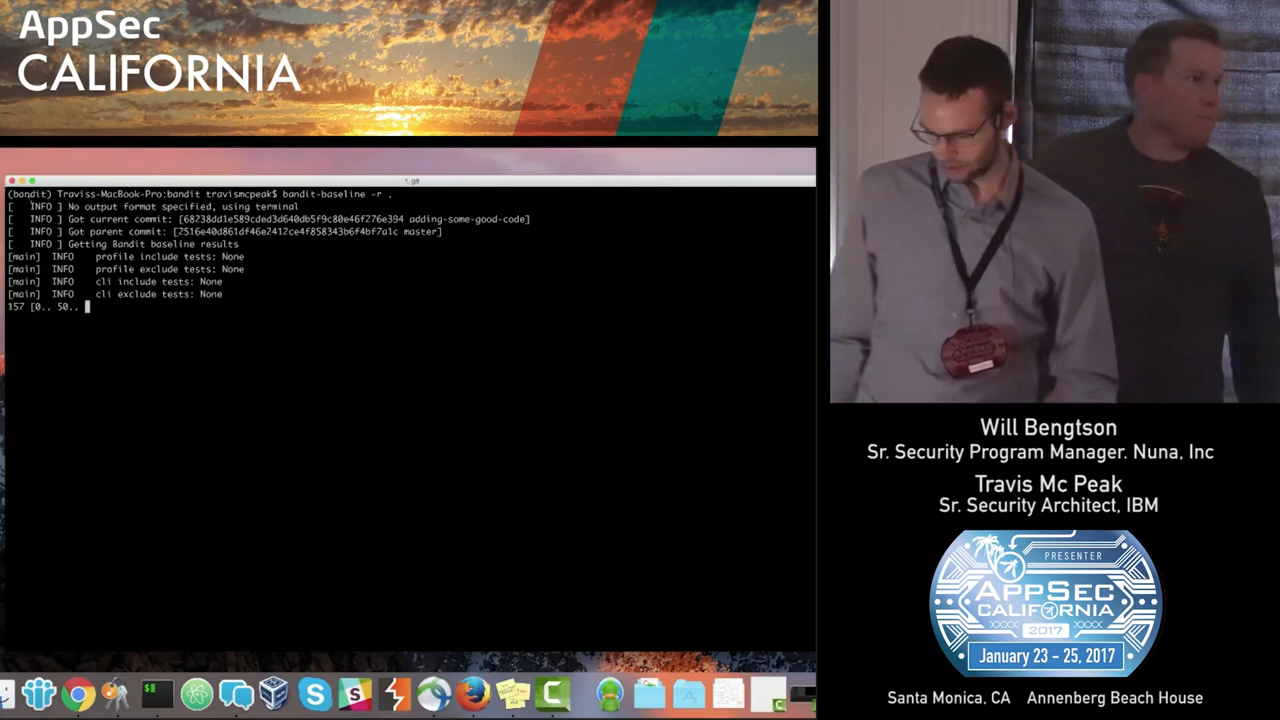 AppSec
CALIFORNIA
1. git
(bandit) Traviss-MacBook-Pro:bandit travismcpeak$ bandit-baseline -r .
[ INFO ] No output format specified, using terminal
[ INFO ] Got current commit: [68238dd1e589cded3d640db5f9c80e46f276e394 adding-some-good-code]
[ INFO ] Got parent commit: [2516e40d861df46e2412ce4f858343b6f4bf7a1c master]
[ INFO ] Getting Bandit baseline results
[main] INFO profile include tests: None
[main] INFO profile exclude tests: None
[main] INFO cli include tests: None
[main] INFO cli exclude tests: None
157 [0.. 50..
Will Bengtson
Sr. Security Program Manager. Nuna, Inc
Travis Mc Peak
Sr. Security Architect, IBM
PRESENTER
APPSEC
CALIFORNIA
2017
January 23 - 25, 2017
Santa Monica, CA Annenberg Beach House